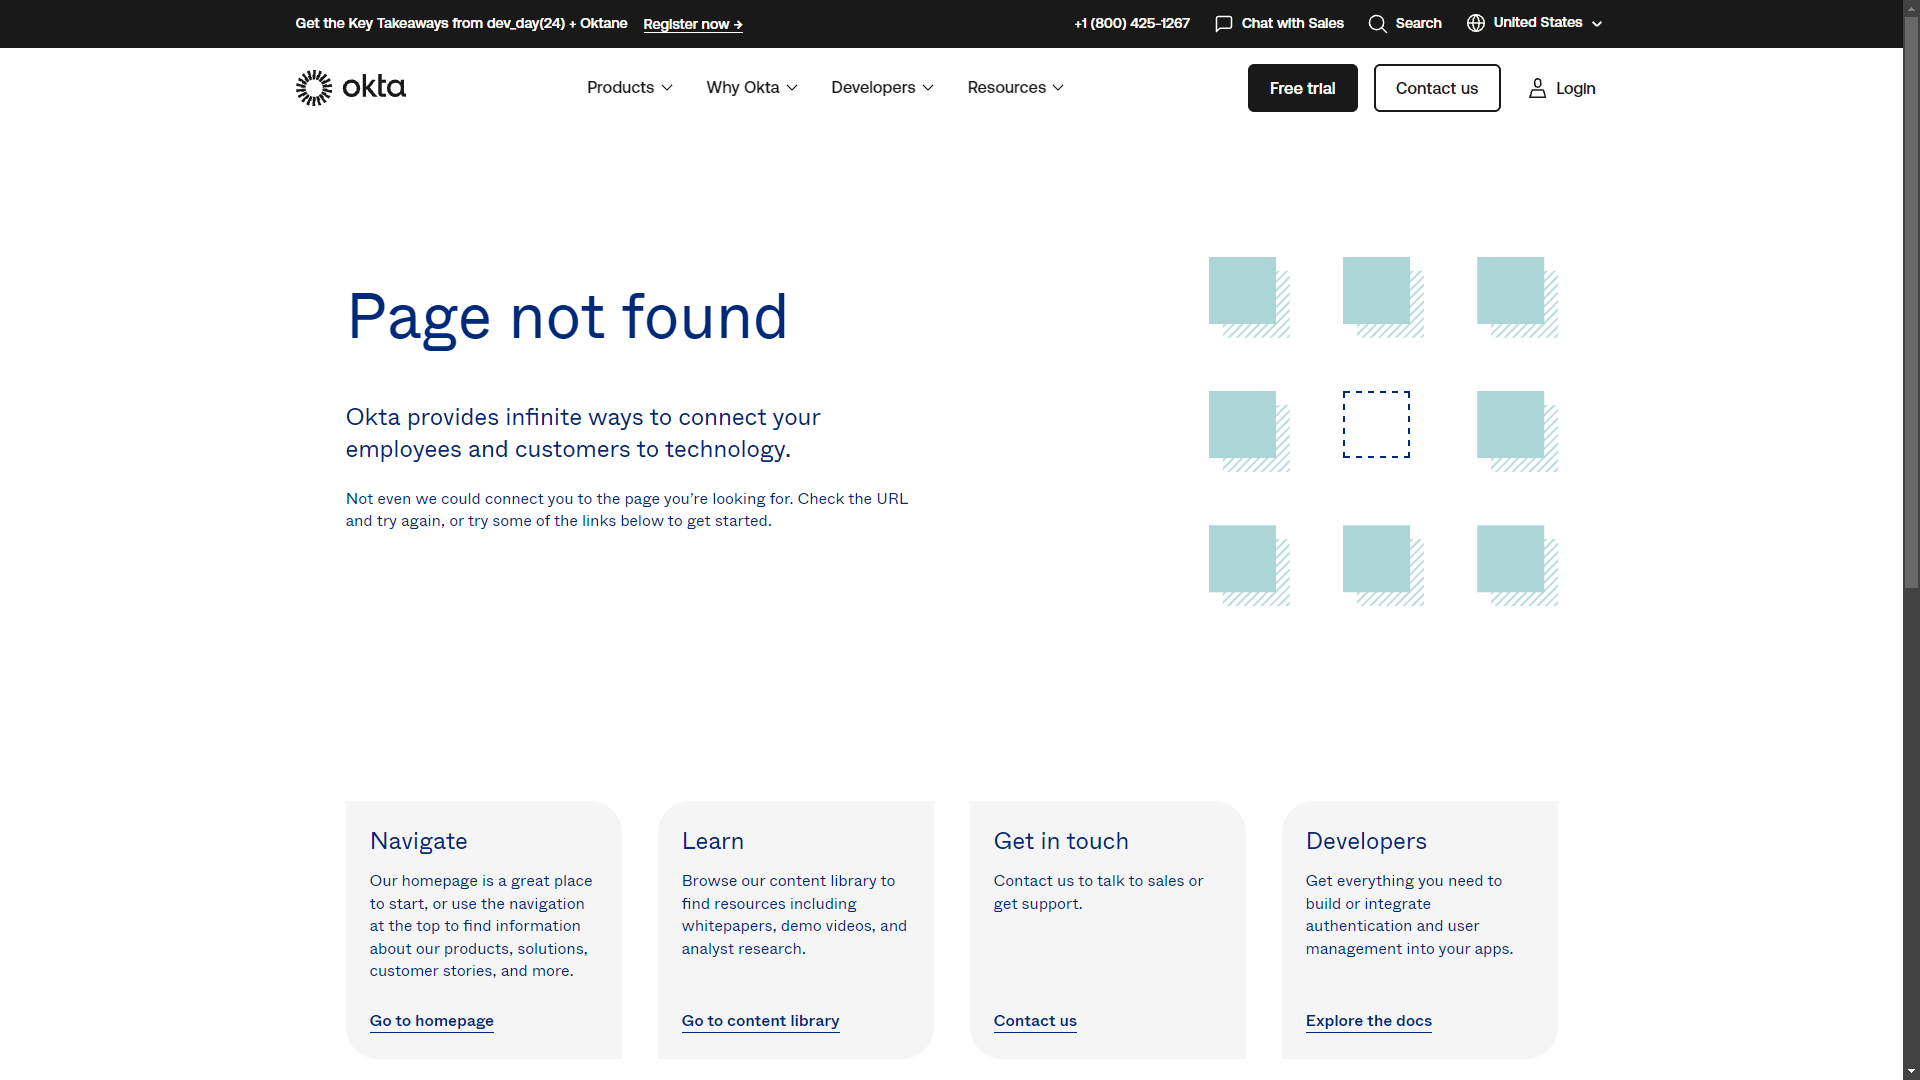 Get the Key Takeaways from dev_day(24) + Oktane Register now →
+1 (800) 425-1267 Chat with Sales Search United States
okta Products Why Okta Developers Resources Free trial Contact us Login
Page not found
Okta provides infinite ways to connect your
employees and customers to technology.
Not even we could connect you to the page you’re looking for. Check the URL
and try again, or try some of the links below to get started.
Navigate
Our homepage is a great place
to start, or use the navigation
at the top to find information
about our products, solutions,
customer stories, and more.
Go to homepage
Learn
Browse our content library to
find resources including
whitepapers, demo videos, and
analyst research.
Go to content library
Get in touch
Contact us to talk to sales or
get support.
Contact us
Developers
Get everything you need to
build or integrate
authentication and user
management into your apps.
Explore the docs